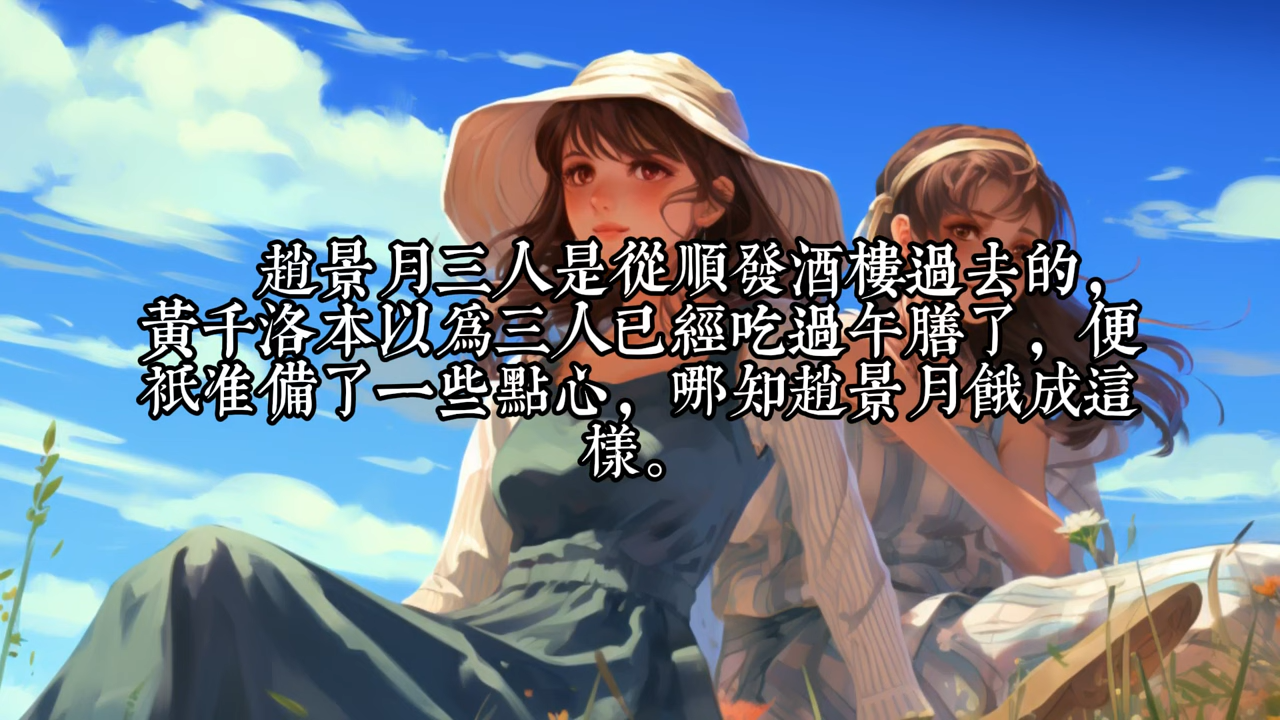 趙景月三人是從順發酒樓過去的，
黃千洛本以爲三人已經吃過午膳了，便
祇准備了一些點心，哪知趙景月餓成這
樣。